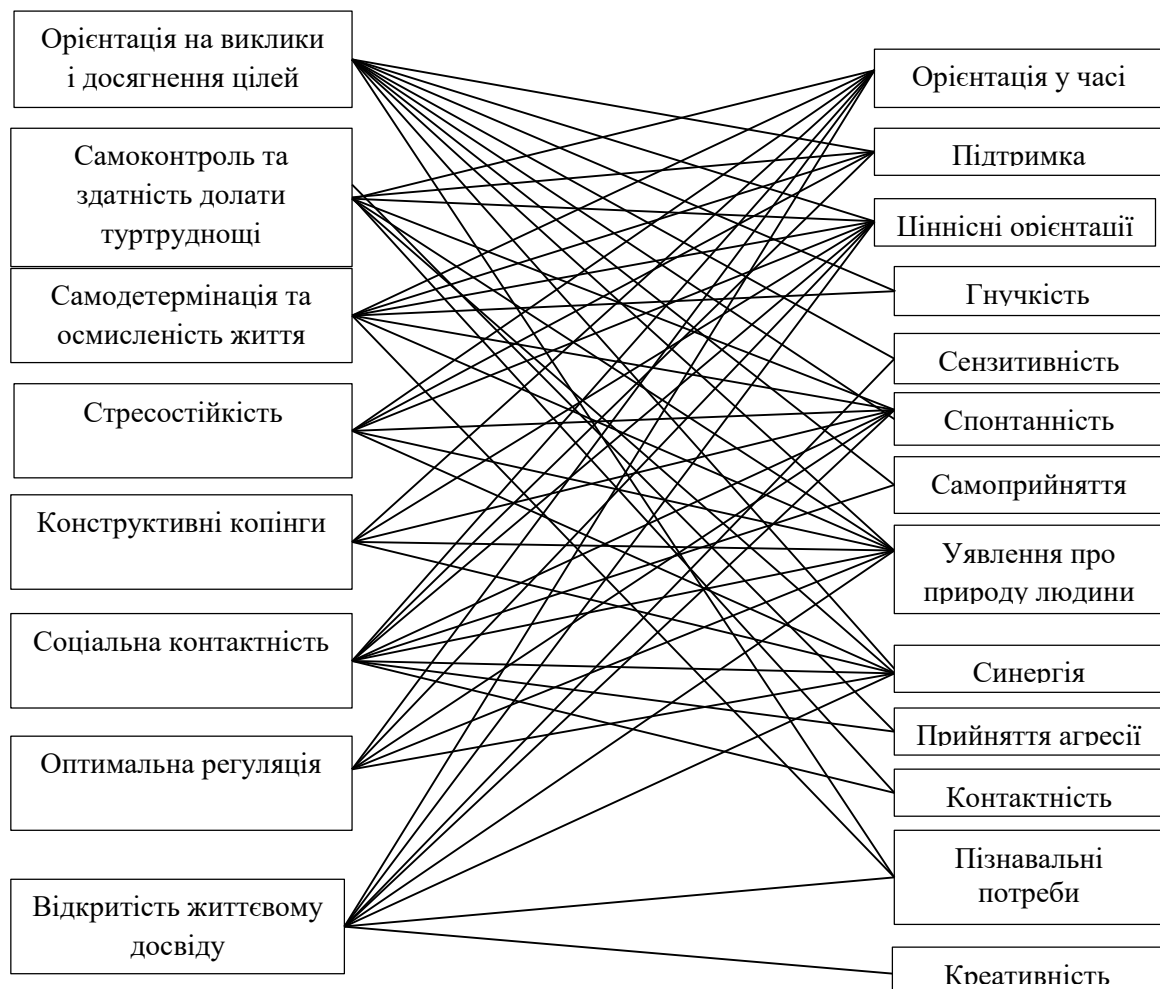 Орієнтація на виклики
і досягнення цілей
Самоконтроль та
здатність долати
туртруднощі
Самодетермінація та
осмисленість життя
Стресостійкість
Конструктивні копінги
Соціальна контактність
Оптимальна регуляція
Відкритість життєвому
досвіду
Орієнтація у часі
Підтримка
Ціннісні орієнтації
Гнучкість
Сензитивність
Спонтанність
Самоприйняття
Уявлення про
природу людини
Синергія
Прийняття агресії
Контактність
Пізнавальні
потреби
Креативність